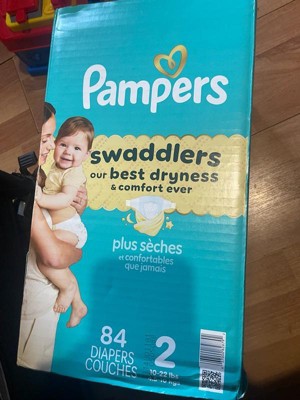 Pampers
swaddlers
our best dryness
& comfort ever
plus sèches
et confortables
que jamais
84
DIAPERS
COUCHES
2